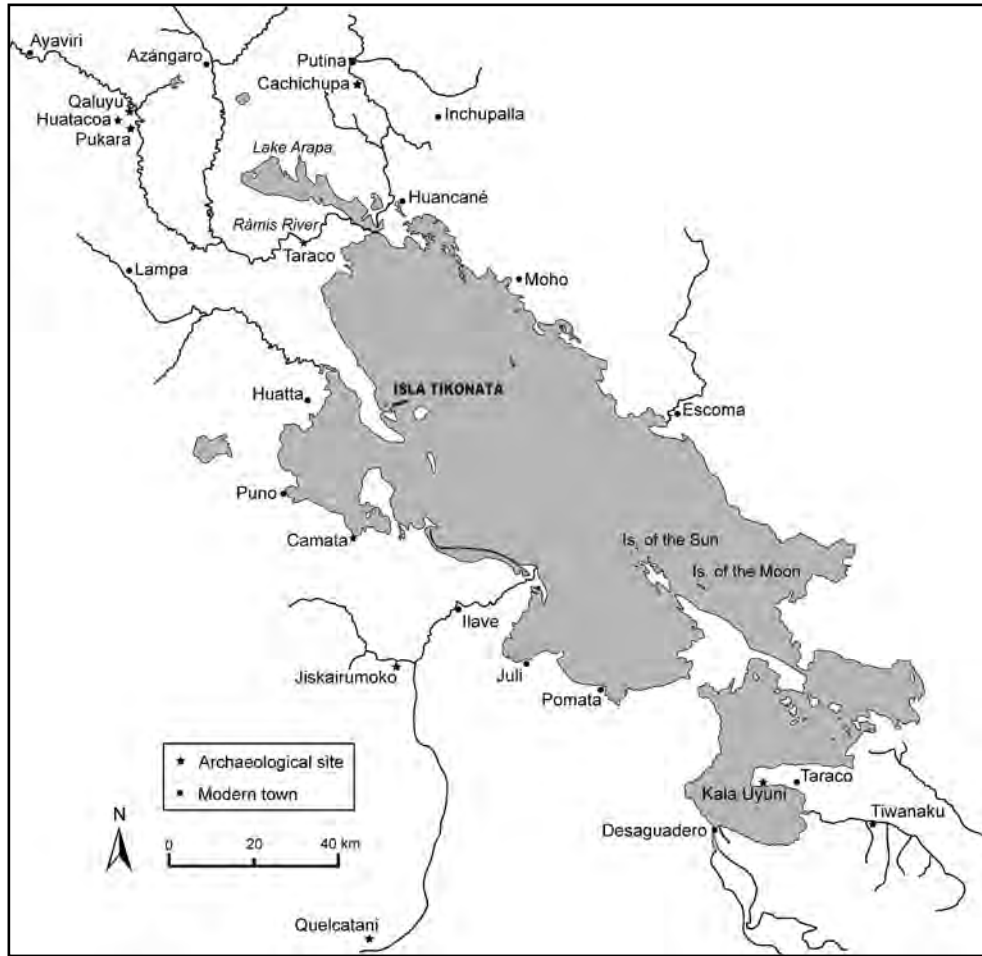 Ayaviri
Azángaro
Putina
Cachichupa
Qaluyu
Huatacoa
Pukara
Inchupalla
Lake Arapa
Huancané
Ràmis River
Taraco
Lampa
Moho
ISLA TIKONATA
Huatta
Escoma
Puno
Camata
Is. of the Sun
Is. of the Moon
Ilave
Jiskairumoko
Juli
Pomata
★ Archaeological site
Modern town
Kala Uyuni
Taraco
Tiwanaku
Desaguadero
N
0 20 40 km
Quelcatani